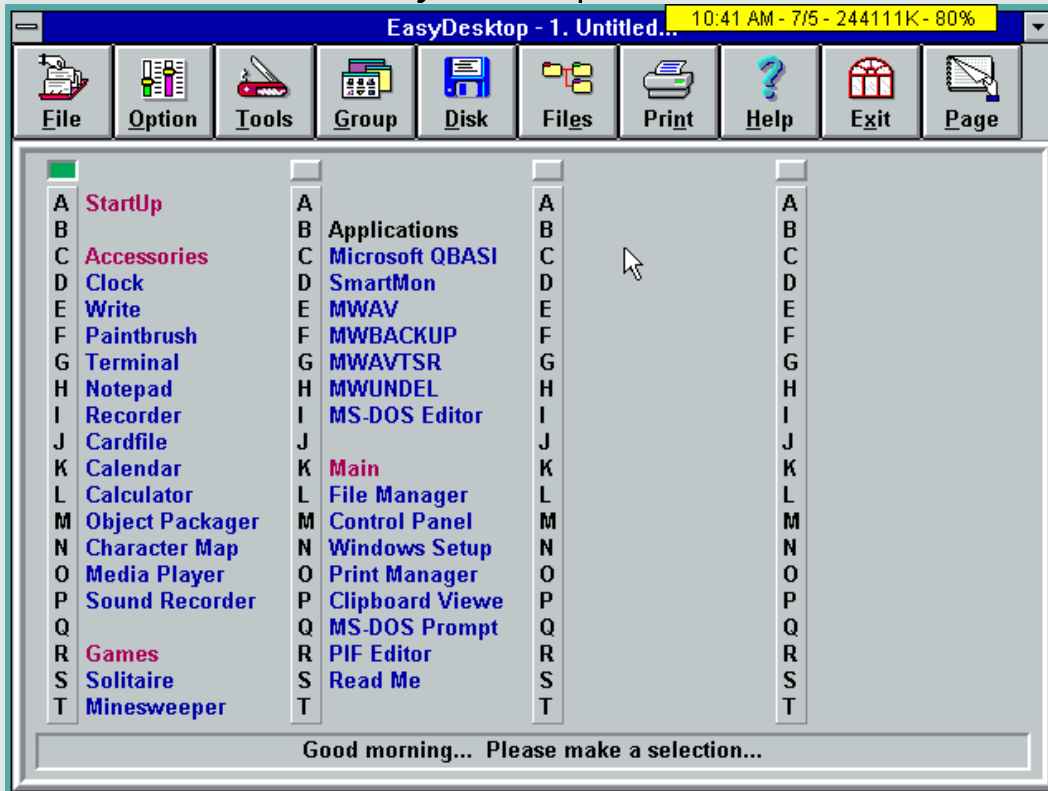 EasyDesktop - 1. Untitled...
10:41 AM - 7/5 - 244111K - 80%
File Option Tools Group Disk Files Print Help Exit Page
A StartUp A A A
B B Applications B B
C Accessories C Microsoft QBASI C C
D Clock D SmartMon D D
E Write E MWAV E E
F Paintbrush F MWBACKUP F F
G Terminal G MWAVTSR G G
H Notepad H MWUNDEL H H
I Recorder I MS-DOS Editor I I
J Cardfile J J J
K Calendar K Main K K
L Calculator L File Manager L L
M Object Packager M Control Panel M M
N Character Map N Windows Setup N N
O Media Player O Print Manager O O
P Sound Recorder P Clipboard Viewe P P
Q Q MS-DOS Prompt Q Q
R Games R PIF Editor R R
S Solitaire S Read Me S S
T Minesweeper T T T
Good morning... Please make a selection...